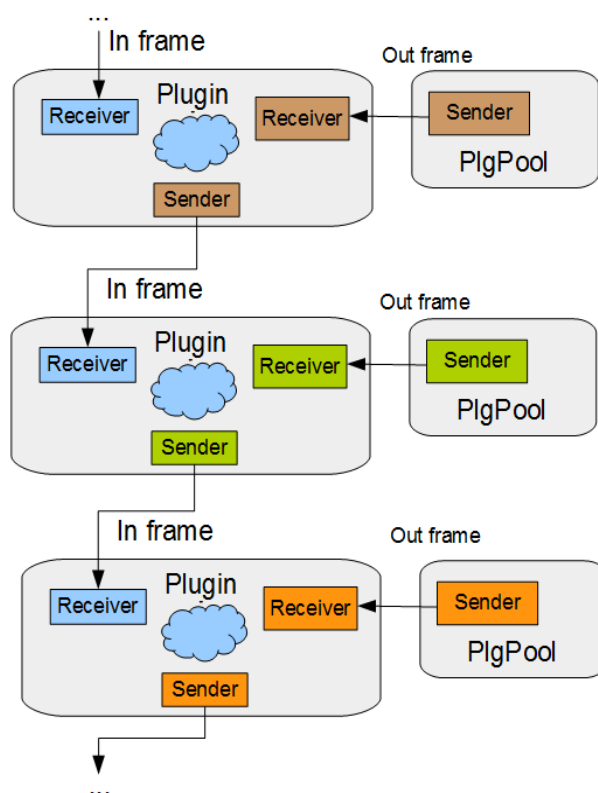 ...
In frame
Out frame
Plugin
Receiver
Receiver
Sender
PlgPool
Sender
In frame
Out frame
Plugin
Receiver
Receiver
Sender
PlgPool
Sender
In frame
Out frame
Plugin
Receiver
Receiver
Sender
PlgPool
Sender
...